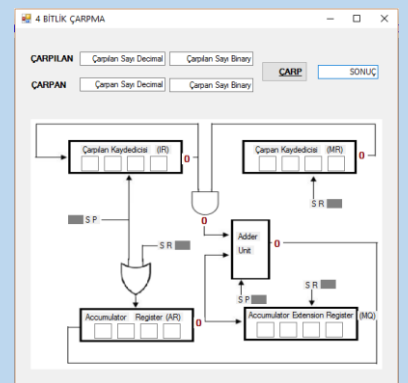 4 BİTLİK ÇARPMA
ÇARPILAN Çarpılan Sayı Decimal Çarpılan Sayı Binary
ÇARPAN Çarpan Sayı Decimal Çarpan Sayı Binary
ÇARP SONUÇ
Çarpılan Kaydedicisi (IR) 0
Çarpan Kaydedicisi (MR) 0
S R
0
S P
S R
Adder
Unit
0
S P
S R
Accumulator Register (AR) 0
Accumulator Extension Register (MQ)